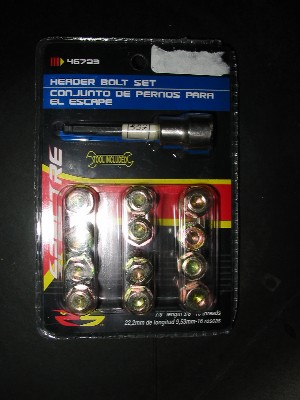 46723
HEADER BOLT SET
CONJUNTO DE PERNOS PARA
EL ESCAPE
TOOL INCLUDED
22,2mm de longitud 9,53mm-16 roscas